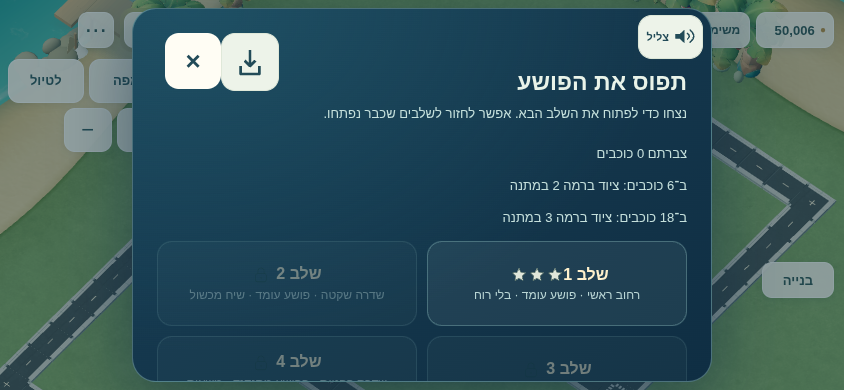 צליל
תפוס את הפושע
נצחו כדי לפתוח את השלב הבא. אפשר לחזור לשלבים שכבר נפתחו.
צברתם 0 כוכבים
ב־6 כוכבים: ציוד ברמה 2 במתנה
ב־18 כוכבים: ציוד ברמה 3 במתנה
שלב 1 ★★★
רחוב ראשי · פושע עומד · בלי רוח
שלב 2
שדרה שקטה · פושע עומד · שיח מכשול
שלב 3
שלב 4
50,006
לטיול
בנייה